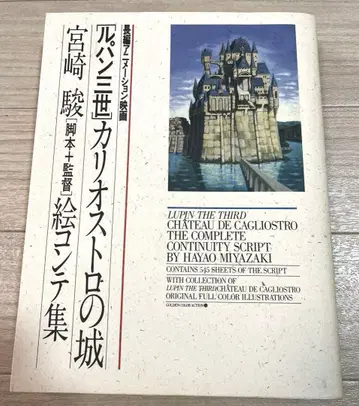 長編アニメーション映画
[ルパン三世]カリオストロの城
宮崎 駿[脚本+監督]絵コンテ集
LUPIN THE THIRD
CHÂTEAU DE CAGLIOSTRO
THE COMPLETE
CONTINUITY SCRIPT
BY HAYAO MIYAZAKI
CONTAINS 545 SHEETS OF THE SCRIPT
WITH COLLECTION OF
LUPIN THE THIRD CHÂTEAU DE CAGLIOSTRO
ORIGINAL FULL COLOR ILLUSTRATIONS